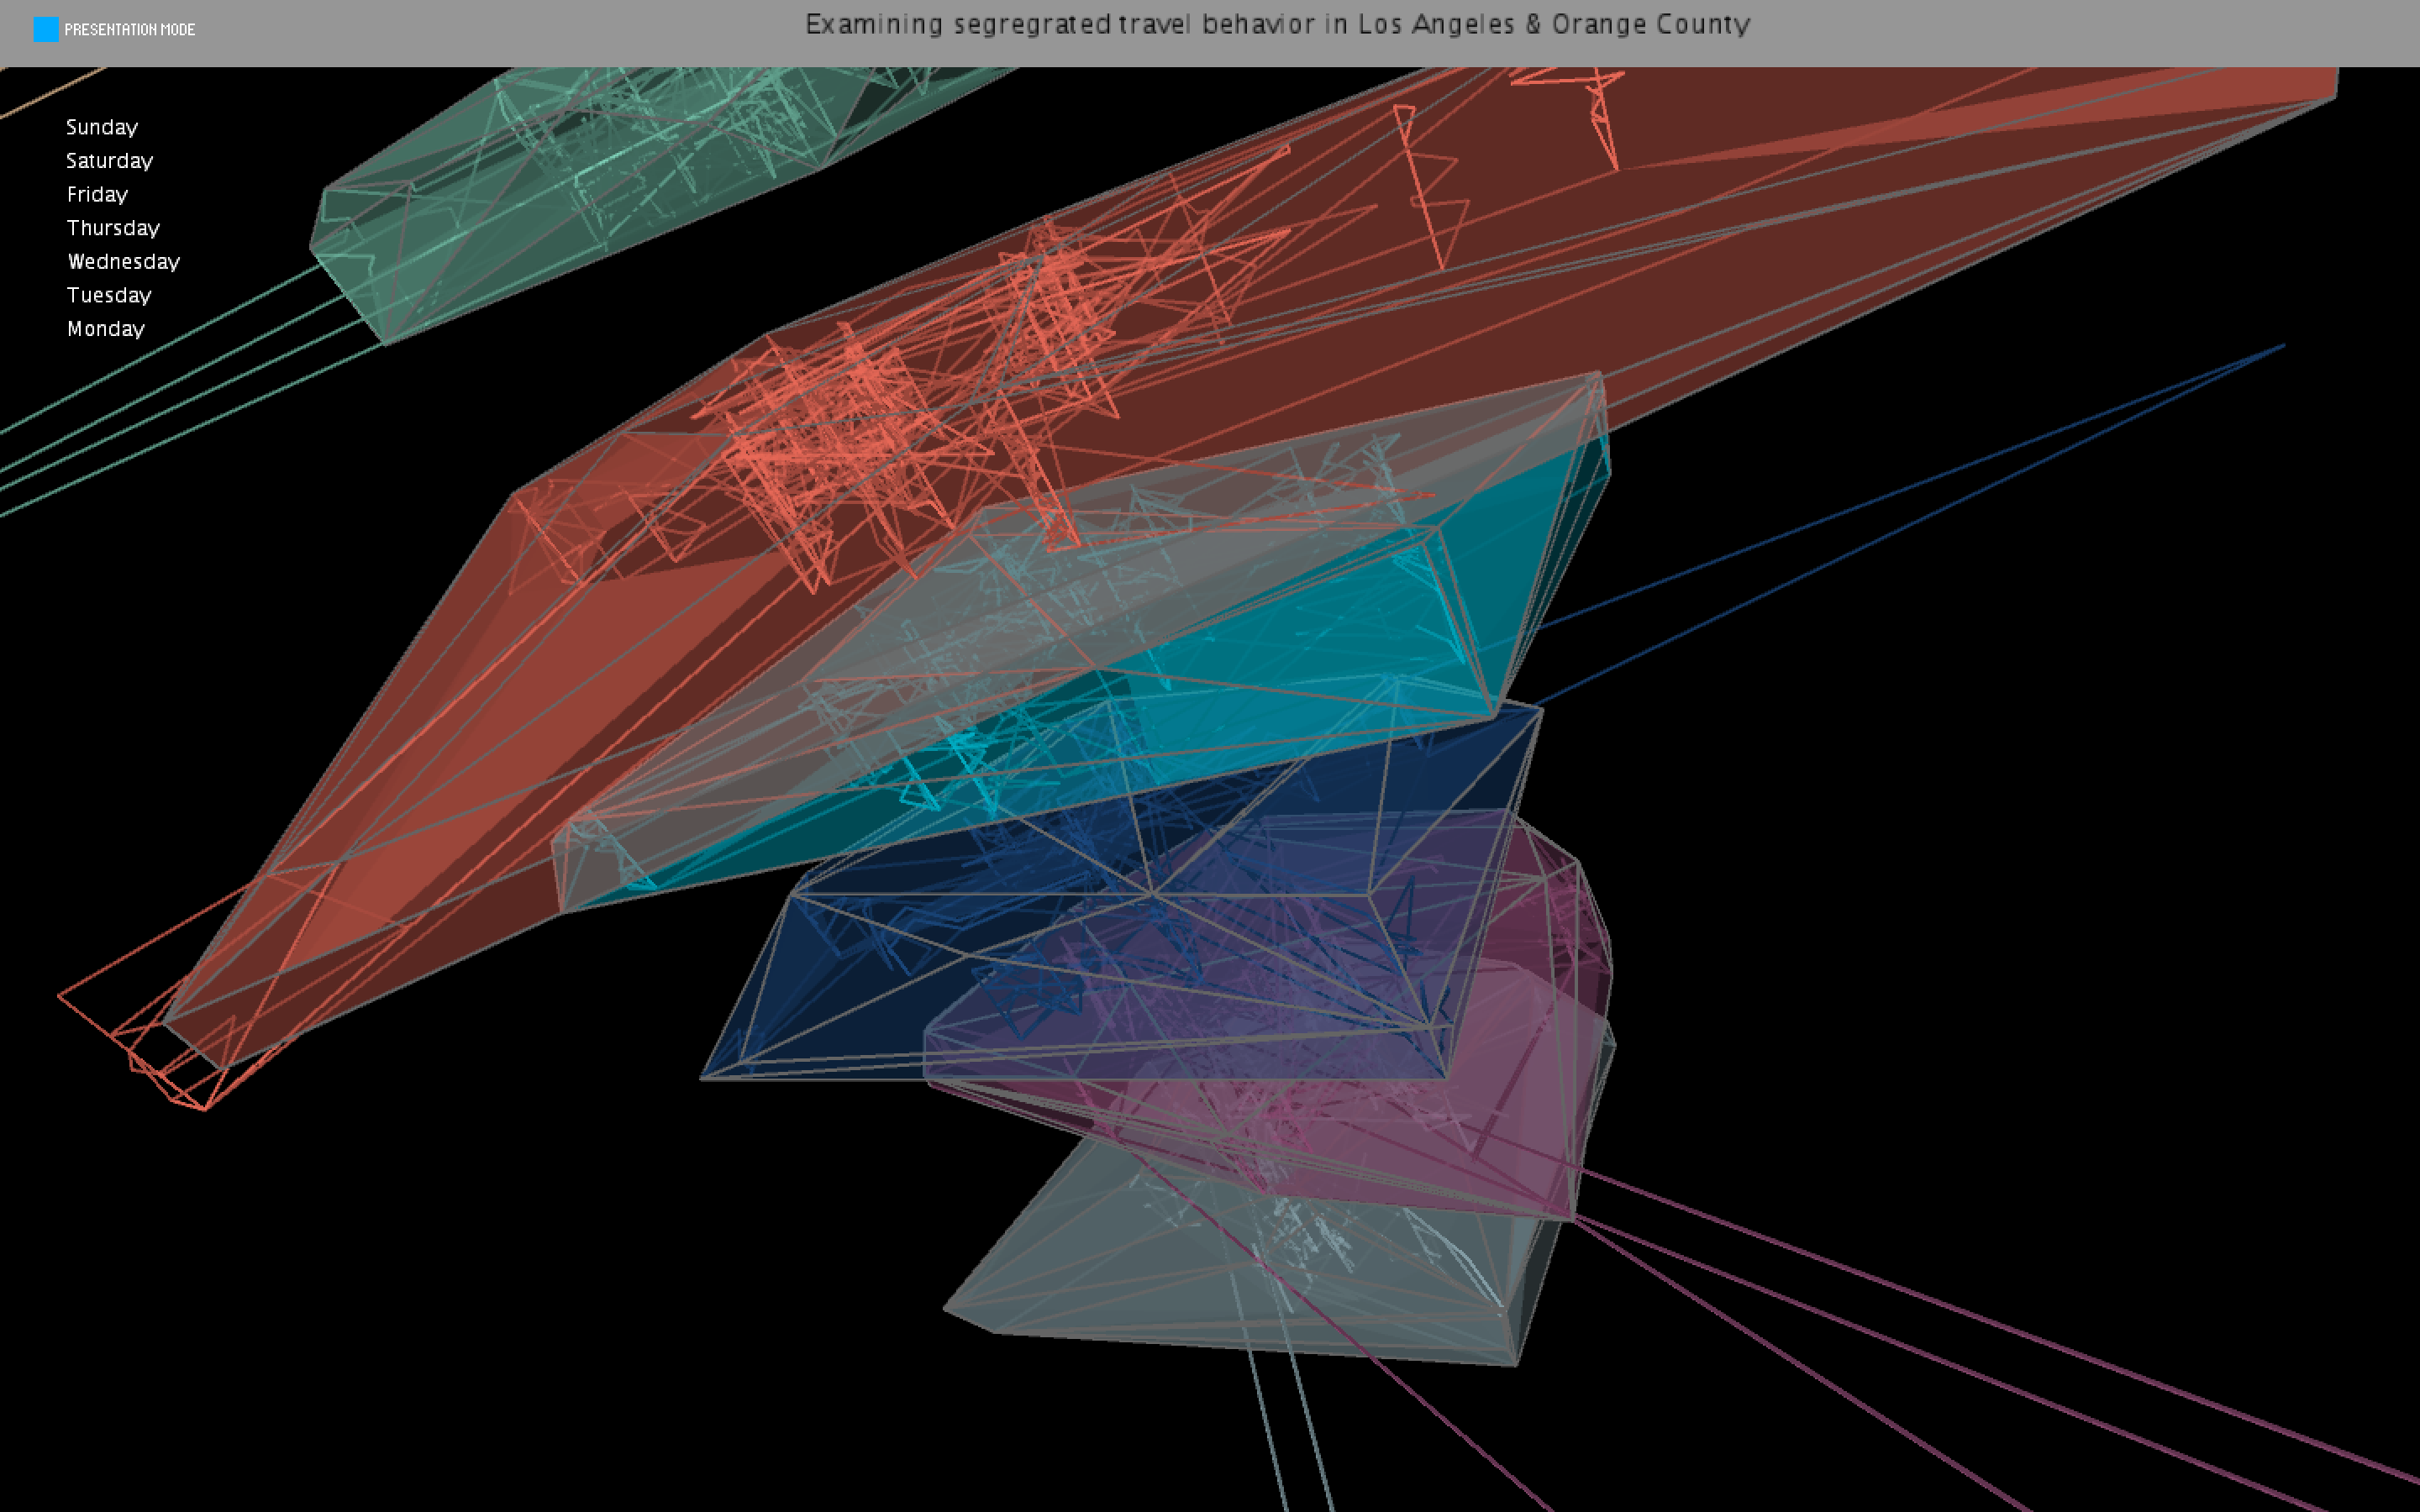 PRESENTATION MODE
Examining segregrated travel behavior in Los Angeles & Orange County
Sunday
Saturday
Friday
Thursday
Wednesday
Tuesday
Monday